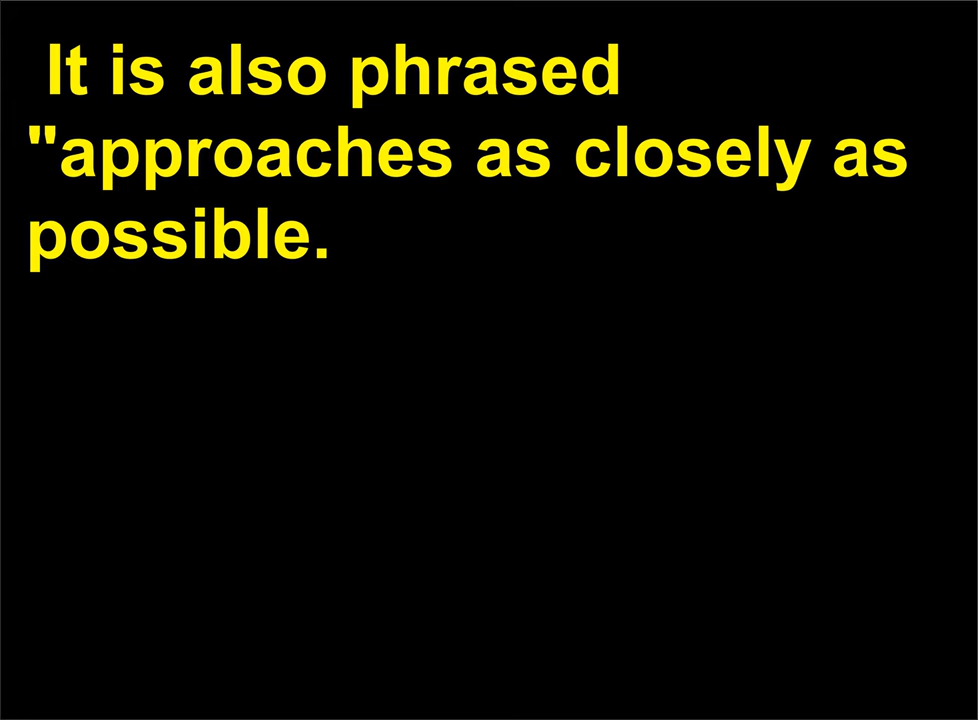 It is also phrased
"approaches as closely as
possible.